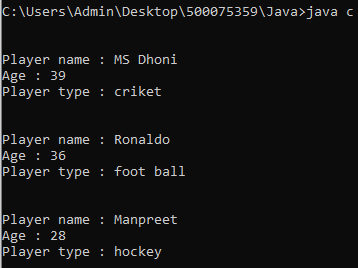 C:\Users\Admin\Desktop\500075359\Java>java c
Player name : MS Dhoni
Age : 39
Player type : criket
Player name : Ronaldo
Age : 36
Player type : foot ball
Player name : Manpreet
Age : 28
Player type : hockey